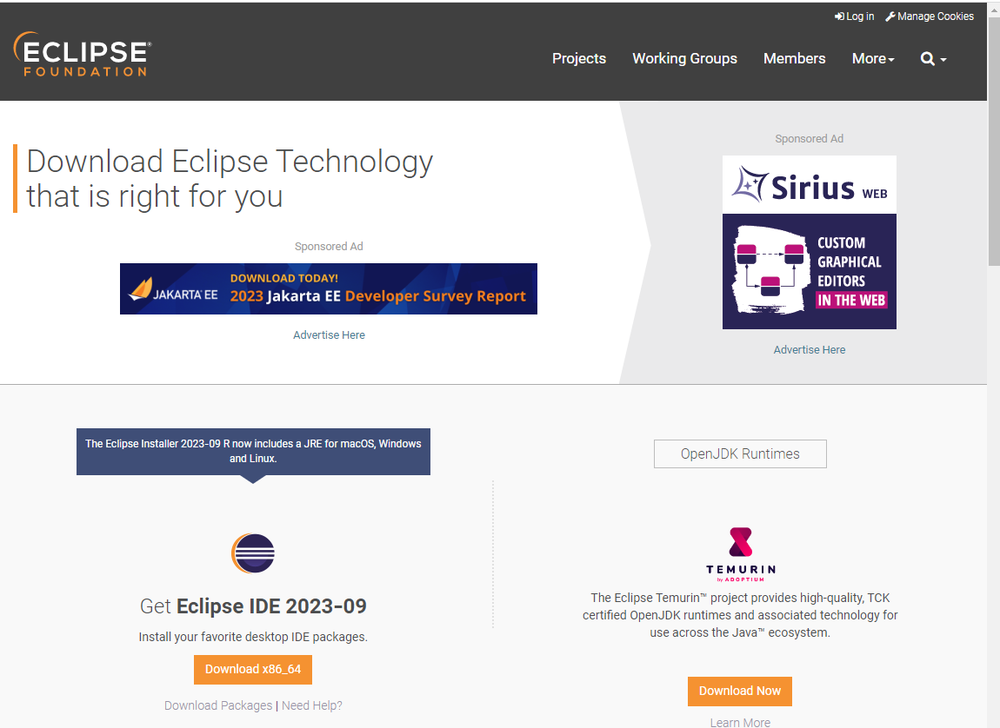 Log in Manage Cookies
ECLIPSE®
FOUNDATION
Projects Working Groups Members More
Download Eclipse Technology
that is right for you
Sponsored Ad
JAKARTA® EE
DOWNLOAD TODAY!
2023 Jakarta EE Developer Survey Report
Advertise Here
Sponsored Ad
Sirius WEB
CUSTOM
GRAPHICAL
EDITORS
IN THE WEB
Advertise Here
The Eclipse Installer 2023-09 R now includes a JRE for macOS, Windows
and Linux.
Get Eclipse IDE 2023-09
Install your favorite desktop IDE packages.
Download x86_64
Download Packages | Need Help?
OpenJDK Runtimes
TEMURIN
by ADOPTIUM
The Eclipse Temurin™ project provides high-quality, TCK
certified OpenJDK runtimes and associated technology for
use across the Java™ ecosystem.
Download Now
Learn More